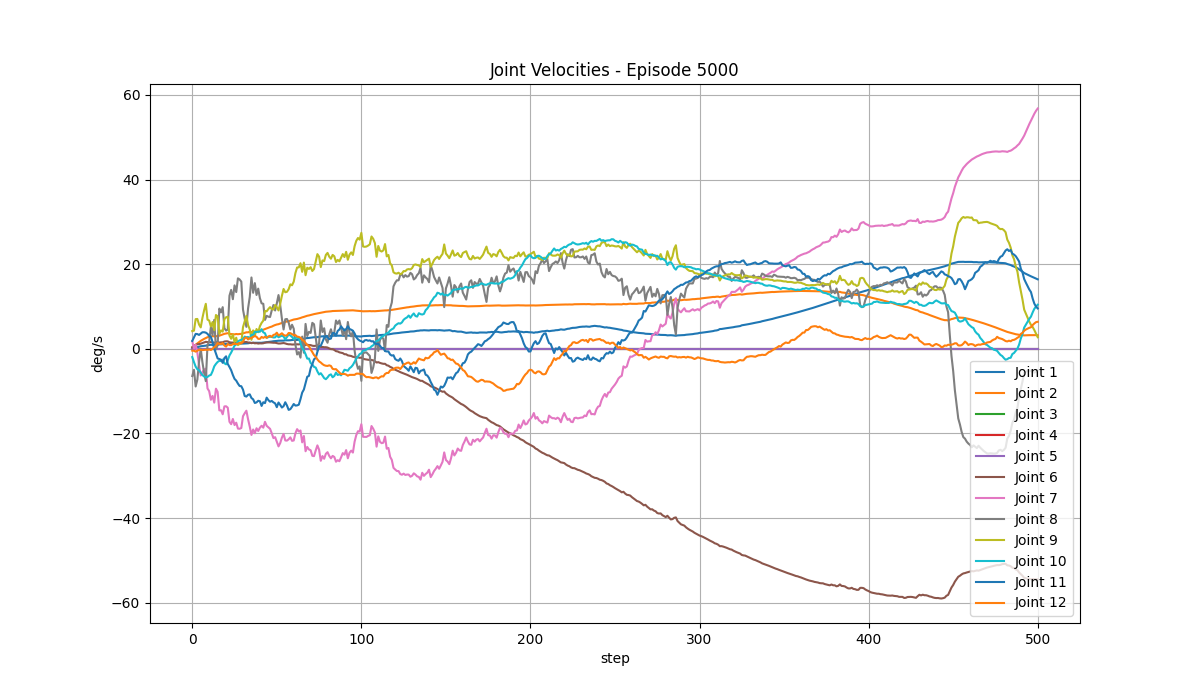 Joint Velocities - Episode 5000
60
40
20
0
−20
−40
−60
deg/s
0
100
200
300
400
500
step
Joint 1
Joint 2
Joint 3
Joint 4
Joint 5
Joint 6
Joint 7
Joint 8
Joint 9
Joint 10
Joint 11
Joint 12